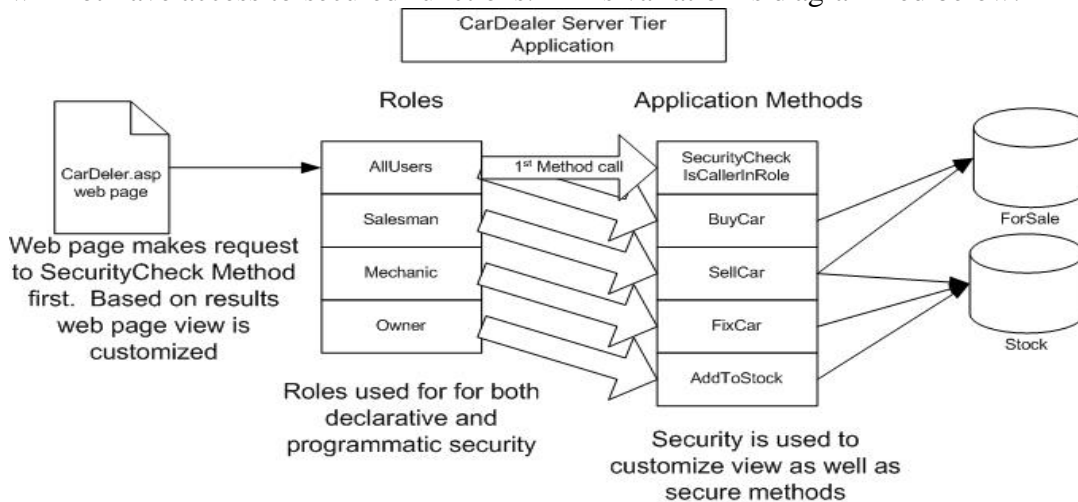 CarDealer Server Tier
Application
Roles
Application Methods
CarDeler.asp
web page
AllUsers
Salesman
Mechanic
Owner
1st Method call
SecurityCheck
IsCallerInRole
BuyCar
SellCar
FixCar
AddToStock
ForSale
Stock
Web page makes request
to SecurityCheck Method
first. Based on results
web page view is
customized
Roles used for for both
declarative and
programmatic security
Security is used to
customize view as well as
secure methods